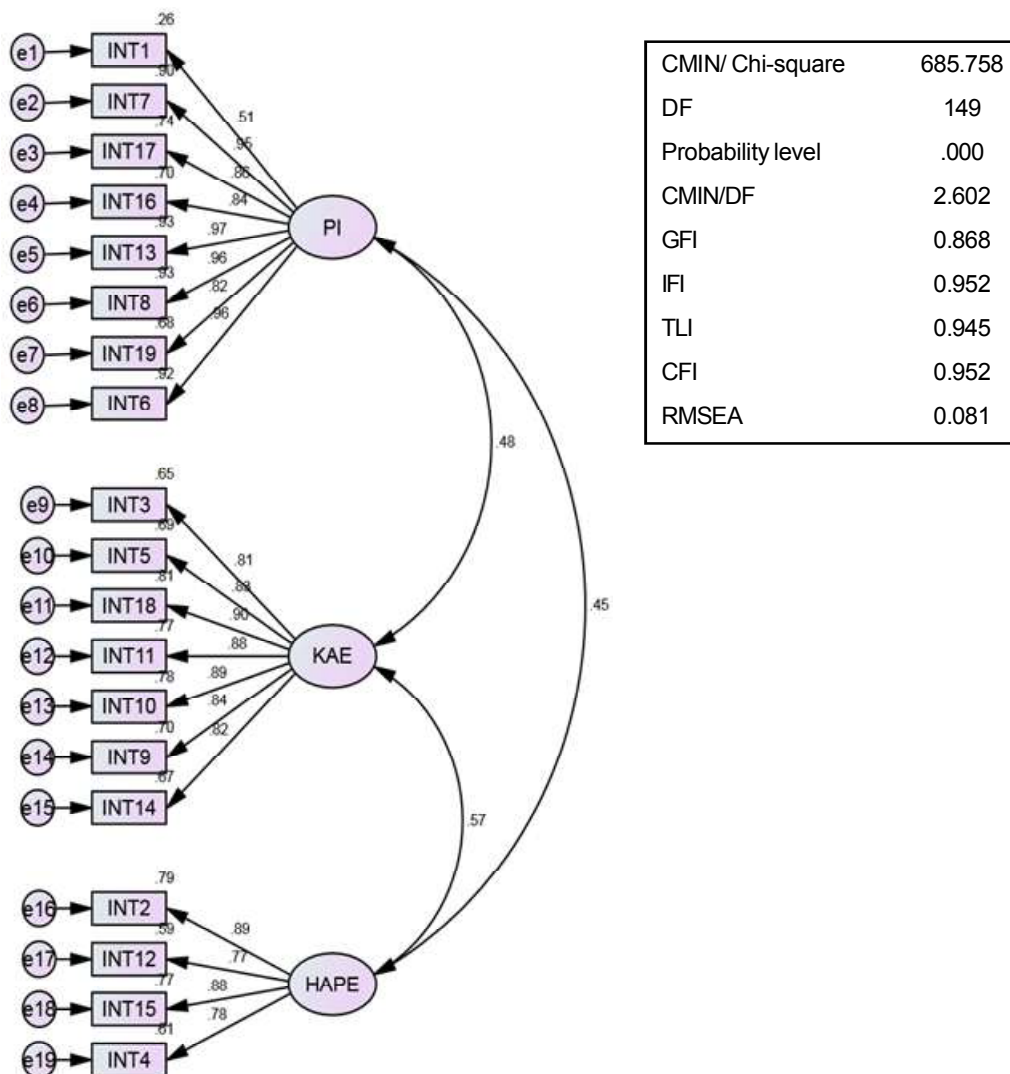 .26
e1 INT1
.90
e2 INT7
.51
.74
e3 INT17
.95
.86
.70
e4 INT16
.84
PI
.93
e5 INT13
.97
.96
.93
e6 INT8
.82
.68
e7 INT19
.96
.92
e8 INT6
.48
.65
e9 INT3
.69
e10 INT5
.81
.81
e11 INT18
.83
.90
.77
e12 INT11
.88
KAE
.78
e13 INT10
.89
.84
.70
e14 INT9
.82
.67
e15 INT14
.45
.57
.79
e16 INT2
.89
.59
e17 INT12
.77
HAPE
.77
e18 INT15
.88
.78
.61
e19 INT4
CMIN/ Chi-square 685.758
DF 149
Probability level .000
CMIN/DF 2.602
GFI 0.868
IFI 0.952
TLI 0.945
CFI 0.952
RMSEA 0.081